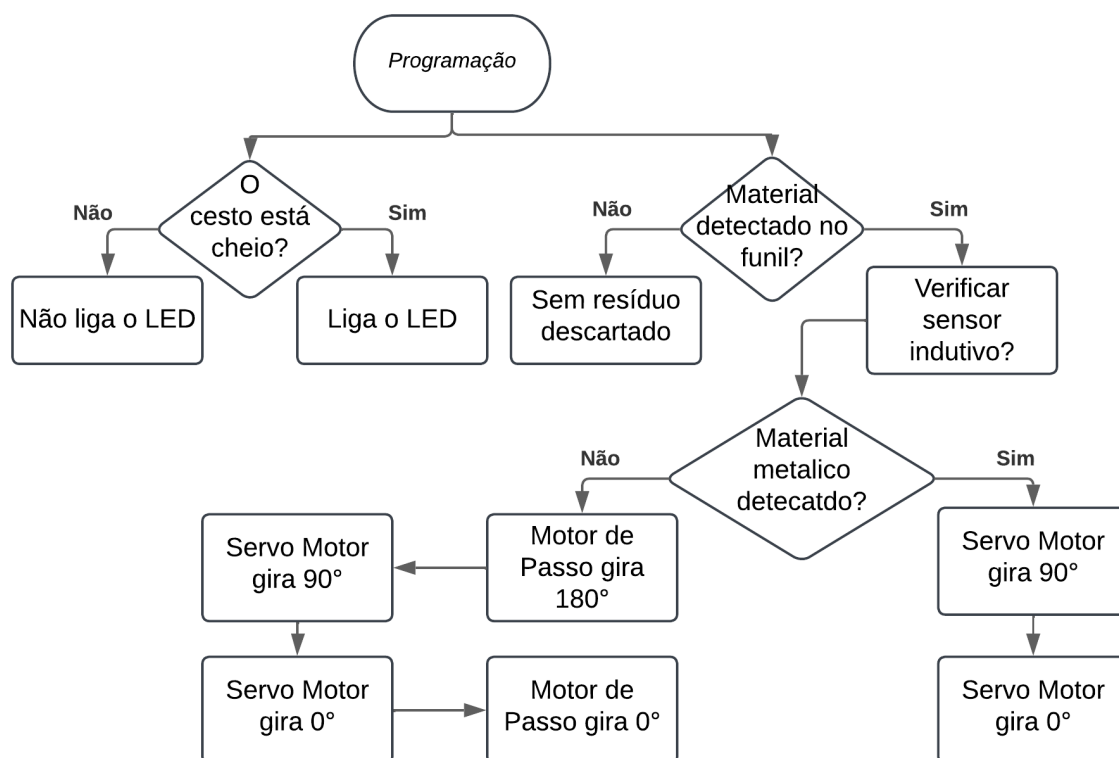 Programação
O
cesto está
cheio?
Não
Sim
Não liga o LED
Liga o LED
Material
detectado no
funil?
Não
Sim
Sem resíduo
descartado
Verificar
sensor
indutivo?
Material
metalico
detecatdo?
Não
Sim
Motor de
Passo gira
180°
Servo Motor
gira 90°
Servo Motor
gira 0°
Motor de
Passo gira 0°
Servo Motor
gira 90°
Servo Motor
gira 0°